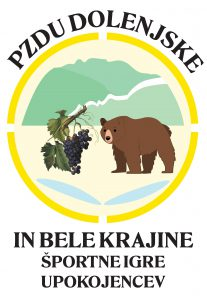 PZDU DOLENJSKE
IN BELE KRAJINE
ŠPORTNE IGRE
UPOKOJENCEV